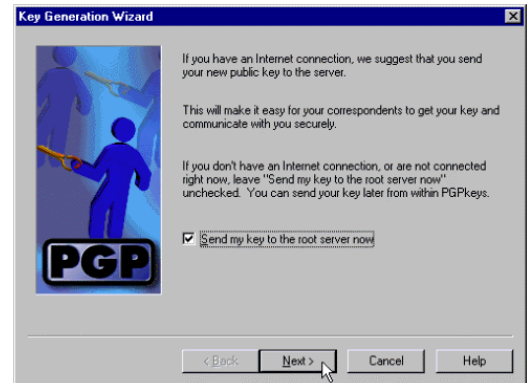 Key Generation Wizard
If you have an Internet connection, we suggest that you send
your new public key to the server.
This will make it easy for your correspondents to get your key and
communicate with you securely.
If you don't have an Internet connection, or are not connected
right now, leave "Send my key to the root server now"
unchecked. You can send your key later from within PGPkeys.
Send my key to the root server now
PGP
< Back
Next >
Cancel
Help